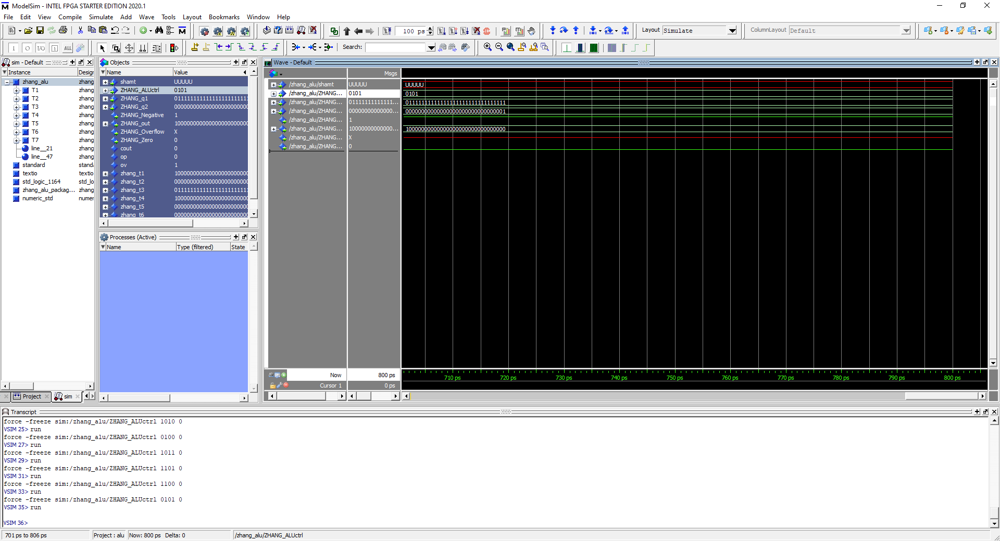 ModelSim - INTEL FPGA STARTER EDITION 2020.1
File Edit View Compile Simulate Add Wave Tools Layout Bookmarks Window Help
100 ps
Layout Simulate
ColumnLayout Default
ALL
Search:
sim - Default
Instance Design
zhang_alu zhang
T1 zhang
T2 zhang
T3 zhang
T4 zhang
T5 zhang
T6 zhang
T7 zhang
line__21 zhang
line__47 zhang
standard stand
textio textio
std_logic_1164 std_lo
zhang_alu_packag... zhang
numeric_std numer
Project sim
Objects
Name Value
shamt UUUUU
ZHANG_ALUctrl 0101
ZHANG_q1
ZHANG_q2
ZHANG_Negative 1
ZHANG_out
ZHANG_Overflow X
ZHANG_Zero 0
cout 0
op 0
ov 1
zhang_t1
zhang_t2
zhang_t3
zhang_t4
zhang_t5
zhang_t6
Processes (Active)
Name Type (filtered) State
Wave - Default
Msgs
/zhang_alu/shamt UUUUU UUUUU
/zhang_alu/ZHANG... 0101 0101
/zhang_alu/ZHANG... 01111111111111... 01111111111111111111111111111111
/zhang_alu/ZHANG... 00000000000000... 00000000000000000000000000000001
/zhang_alu/ZHANG... 1
/zhang_alu/ZHANG... 10000000000000... 10000000000000000000000000000000
/zhang_alu/ZHANG... X
/zhang_alu/ZHANG... 0
Now 800 ps
Cursor 1 0 ps
710 ps 720 ps 730 ps 740 ps 750 ps 760 ps 770 ps 780 ps 790 ps 800 ps
Transcript
force -freeze sim:/zhang_alu/ZHANG_ALUctrl 1010 0
VSIM 25> run
force -freeze sim:/zhang_alu/ZHANG_ALUctrl 0100 0
VSIM 27> run
force -freeze sim:/zhang_alu/ZHANG_ALUctrl 1011 0
VSIM 29> run
force -freeze sim:/zhang_alu/ZHANG_ALUctrl 1101 0
VSIM 31> run
force -freeze sim:/zhang_alu/ZHANG_ALUctrl 1100 0
VSIM 33> run
force -freeze sim:/zhang_alu/ZHANG_ALUctrl 0101 0
VSIM 35> run
VSIM 36>
701 ps to 806 ps Project : alu Now: 800 ps Delta: 0 /zhang_alu/ZHANG_ALUctrl